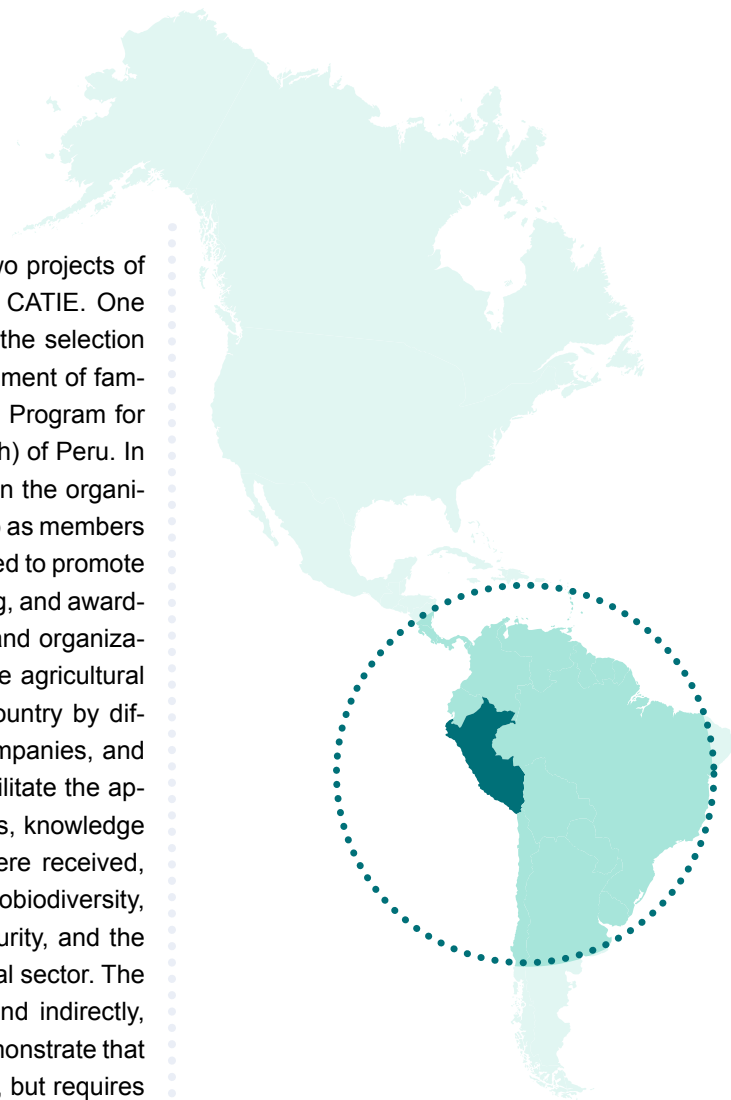 wo projects of
CATIE. One
the selection
ment of fam-
Program for
h) of Peru. In
n the organi-
o as members
ed to promote
g, and award-
and organiza-
e agricultural
ountry by dif-
mpanies, and
ilitate the ap-
s, knowledge
ere received,
obiodiversity,
urity, and the
al sector. The
nd indirectly,
monstrate that
, but requires